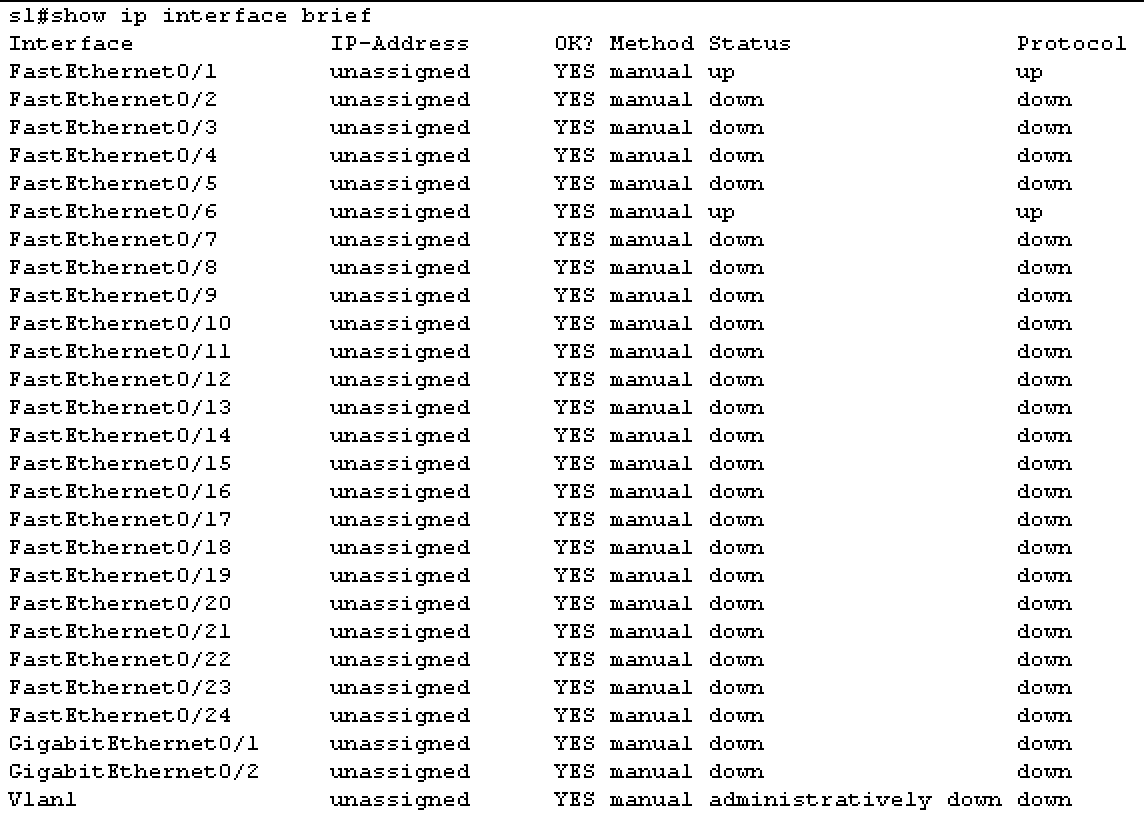 s1#show ip interface brief
Interface              IP-Address      OK? Method Status                Protocol
FastEthernet0/1        unassigned      YES manual up                    up
FastEthernet0/2        unassigned      YES manual down                  down
FastEthernet0/3        unassigned      YES manual down                  down
FastEthernet0/4        unassigned      YES manual down                  down
FastEthernet0/5        unassigned      YES manual down                  down
FastEthernet0/6        unassigned      YES manual up                    up
FastEthernet0/7        unassigned      YES manual down                  down
FastEthernet0/8        unassigned      YES manual down                  down
FastEthernet0/9        unassigned      YES manual down                  down
FastEthernet0/10       unassigned      YES manual down                  down
FastEthernet0/11       unassigned      YES manual down                  down
FastEthernet0/12       unassigned      YES manual down                  down
FastEthernet0/13       unassigned      YES manual down                  down
FastEthernet0/14       unassigned      YES manual down                  down
FastEthernet0/15       unassigned      YES manual down                  down
FastEthernet0/16       unassigned      YES manual down                  down
FastEthernet0/17       unassigned      YES manual down                  down
FastEthernet0/18       unassigned      YES manual down                  down
FastEthernet0/19       unassigned      YES manual down                  down
FastEthernet0/20       unassigned      YES manual down                  down
FastEthernet0/21       unassigned      YES manual down                  down
FastEthernet0/22       unassigned      YES manual down                  down
FastEthernet0/23       unassigned      YES manual down                  down
FastEthernet0/24       unassigned      YES manual down                  down
GigabitEthernet0/1     unassigned      YES manual down                  down
GigabitEthernet0/2     unassigned      YES manual down                  down
Vlan1                  unassigned      YES manual administratively down down